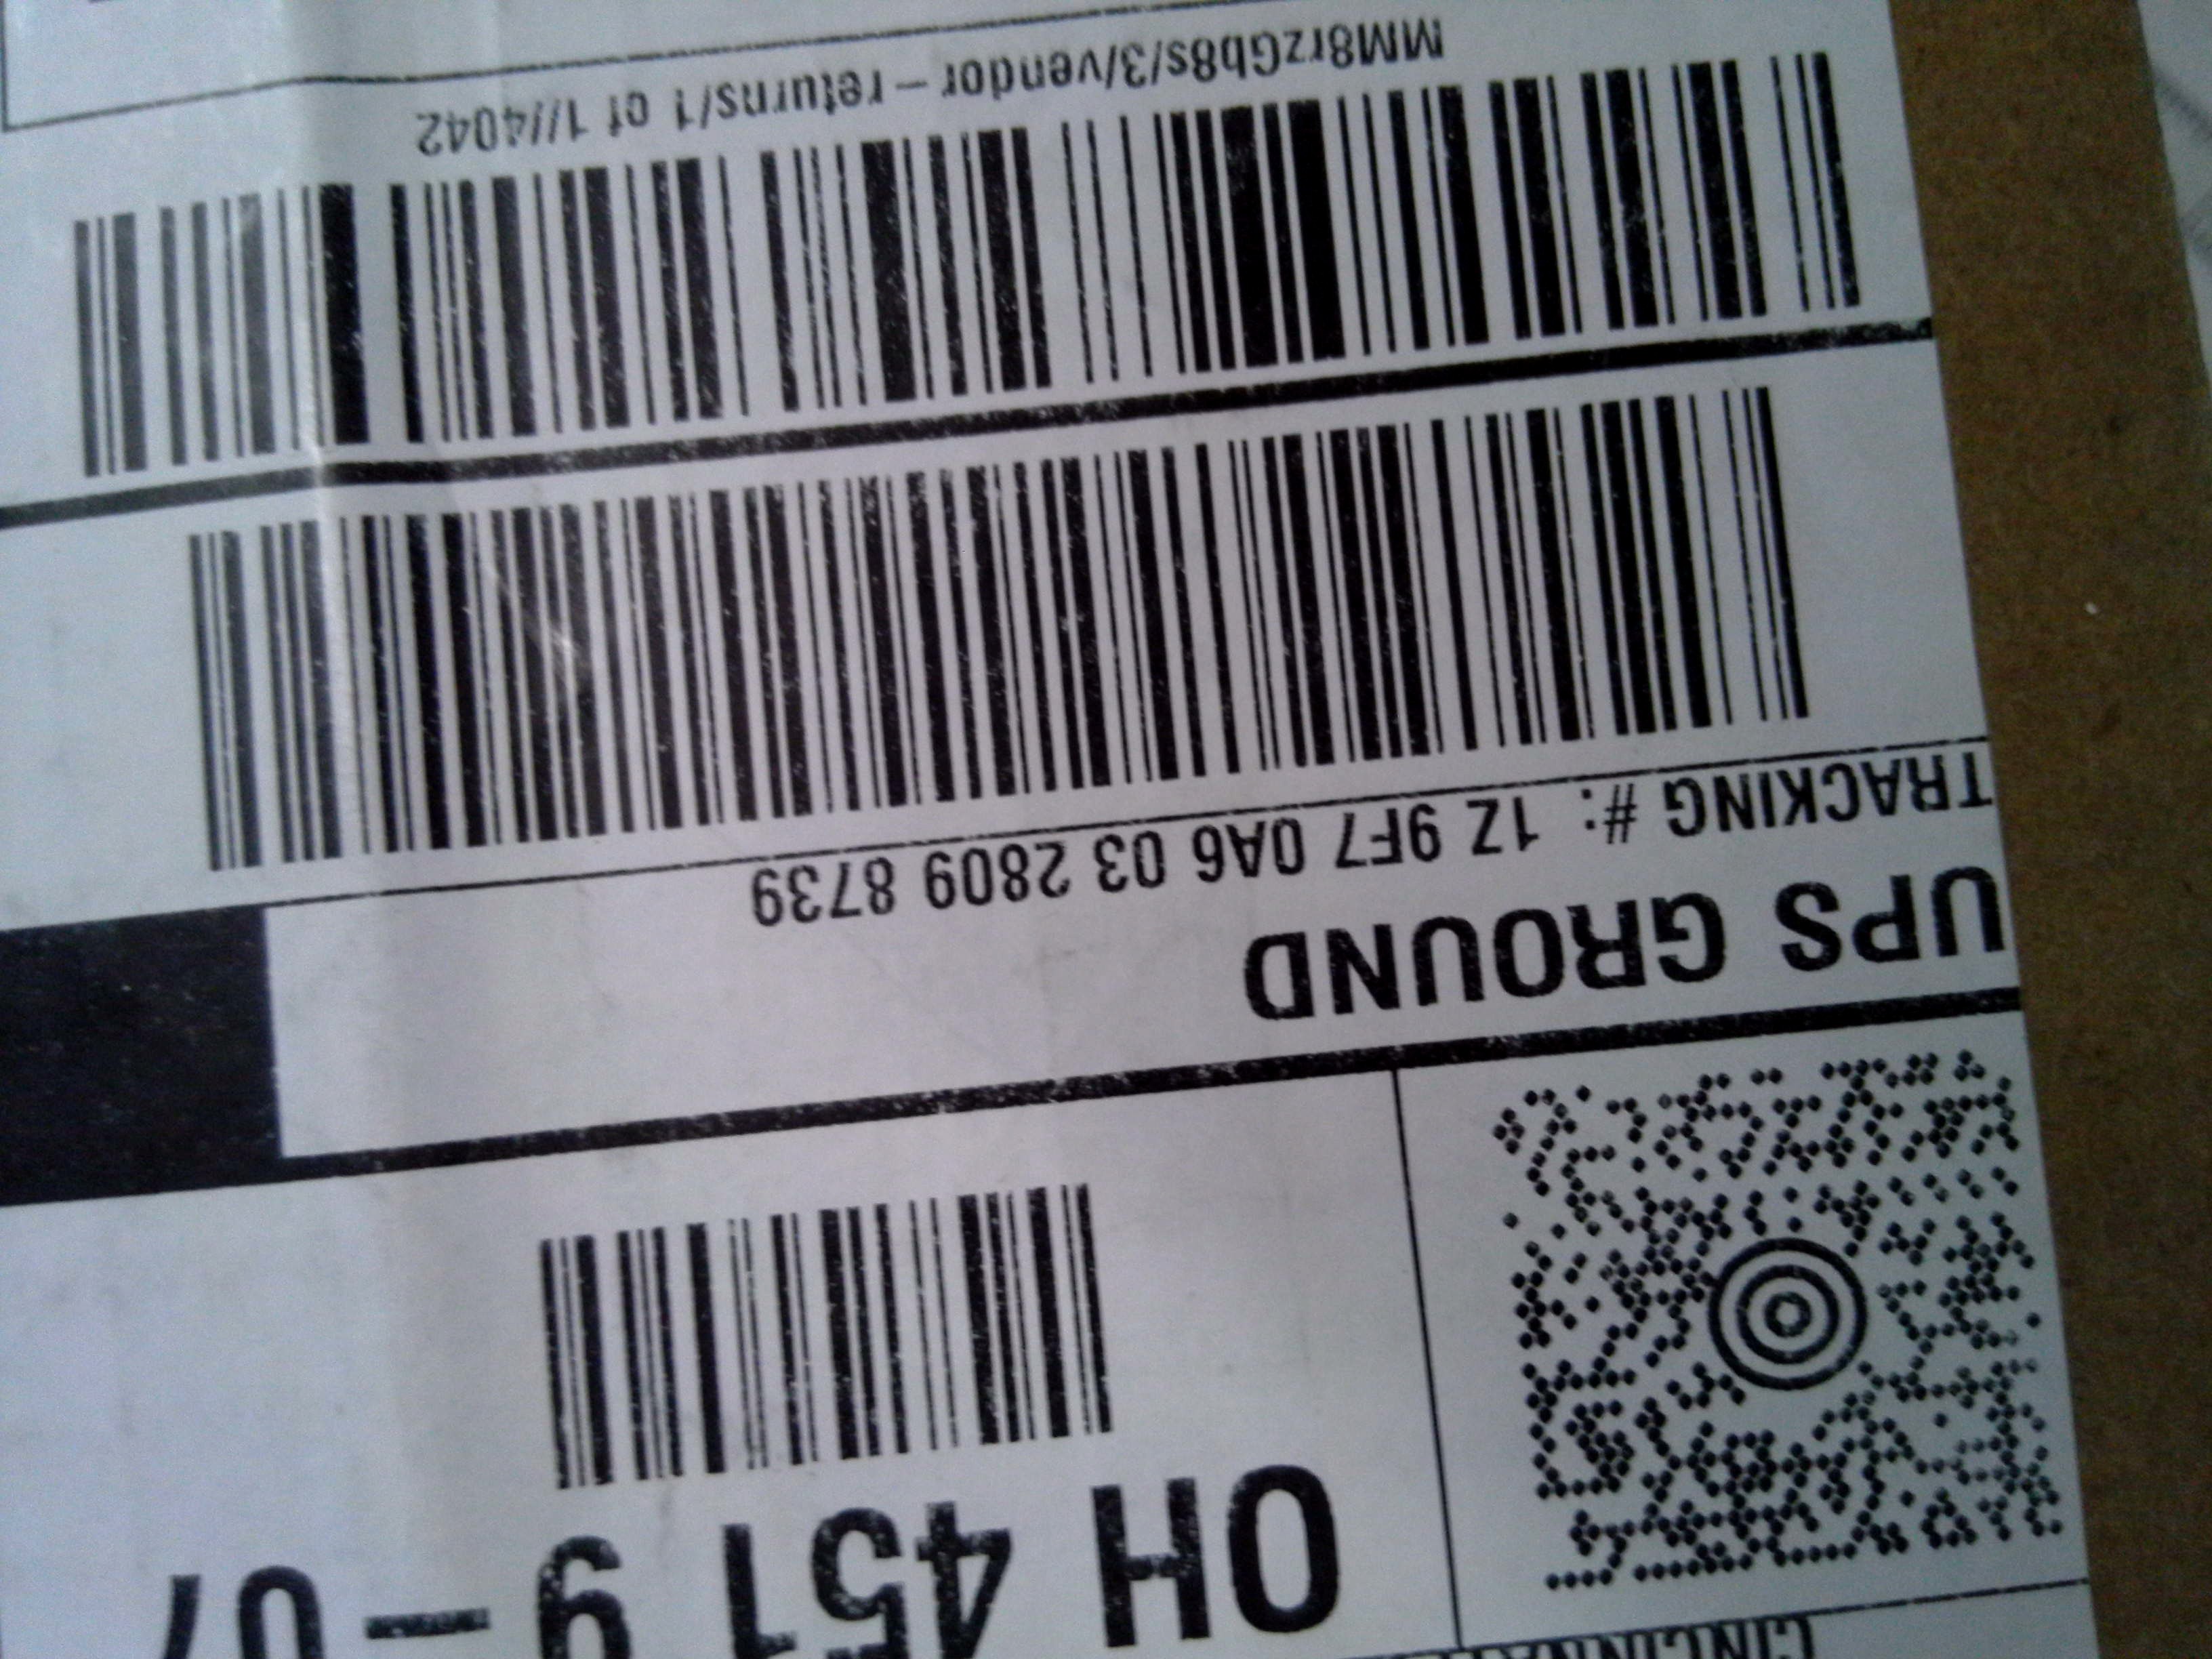 OH 451 9-07
UPS GROUND
TRACKING #: 1Z 9F7 0A6 03 2809 8739
MM8rzGb8s/3/vendor-returns/1 of 1//4042